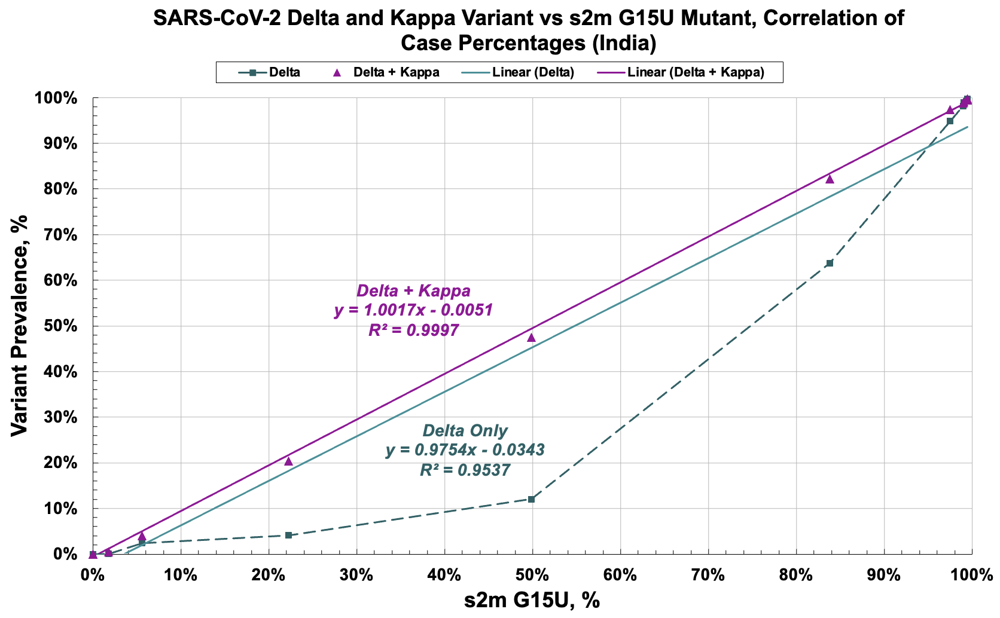 SARS-CoV-2 Delta and Kappa Variant vs s2m G15U Mutant, Correlation of
Case Percentages (India)
Delta
Delta + Kappa
Linear (Delta)
Linear (Delta + Kappa)
Variant Prevalence, %
100%
90%
80%
70%
60%
50%
40%
30%
20%
10%
0%
Delta + Kappa
y = 1.0017x - 0.0051
R² = 0.9997
Delta Only
y = 0.9754x - 0.0343
R² = 0.9537
0%
10%
20%
30%
40%
50%
60%
70%
80%
90%
100%
s2m G15U, %